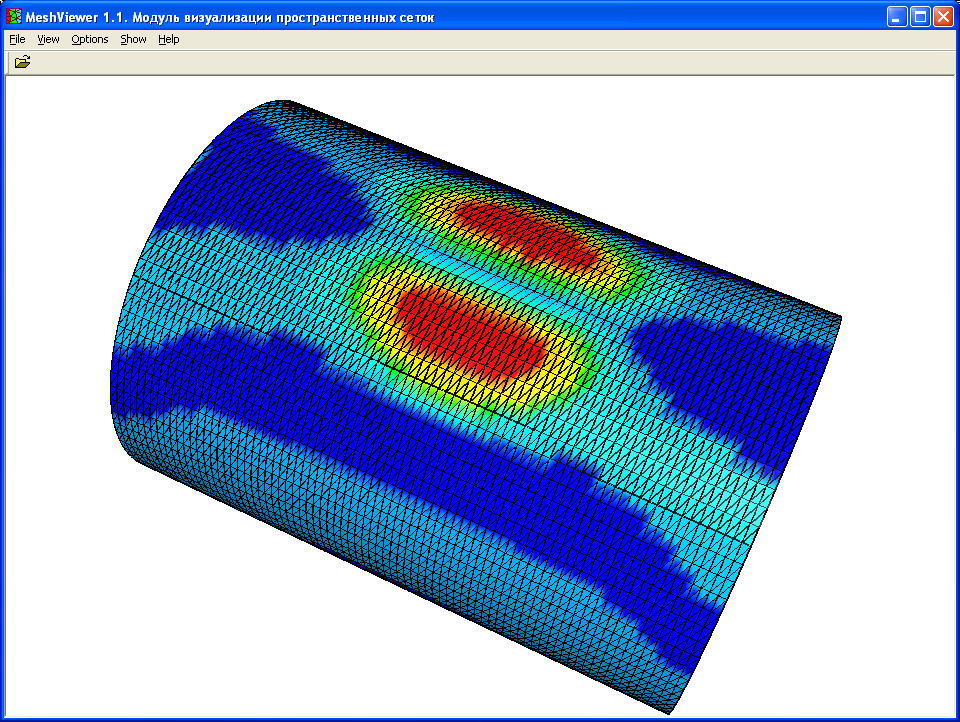 MeshViewer 1.1. Модуль визуализации пространственных сеток
File View Options Show Help